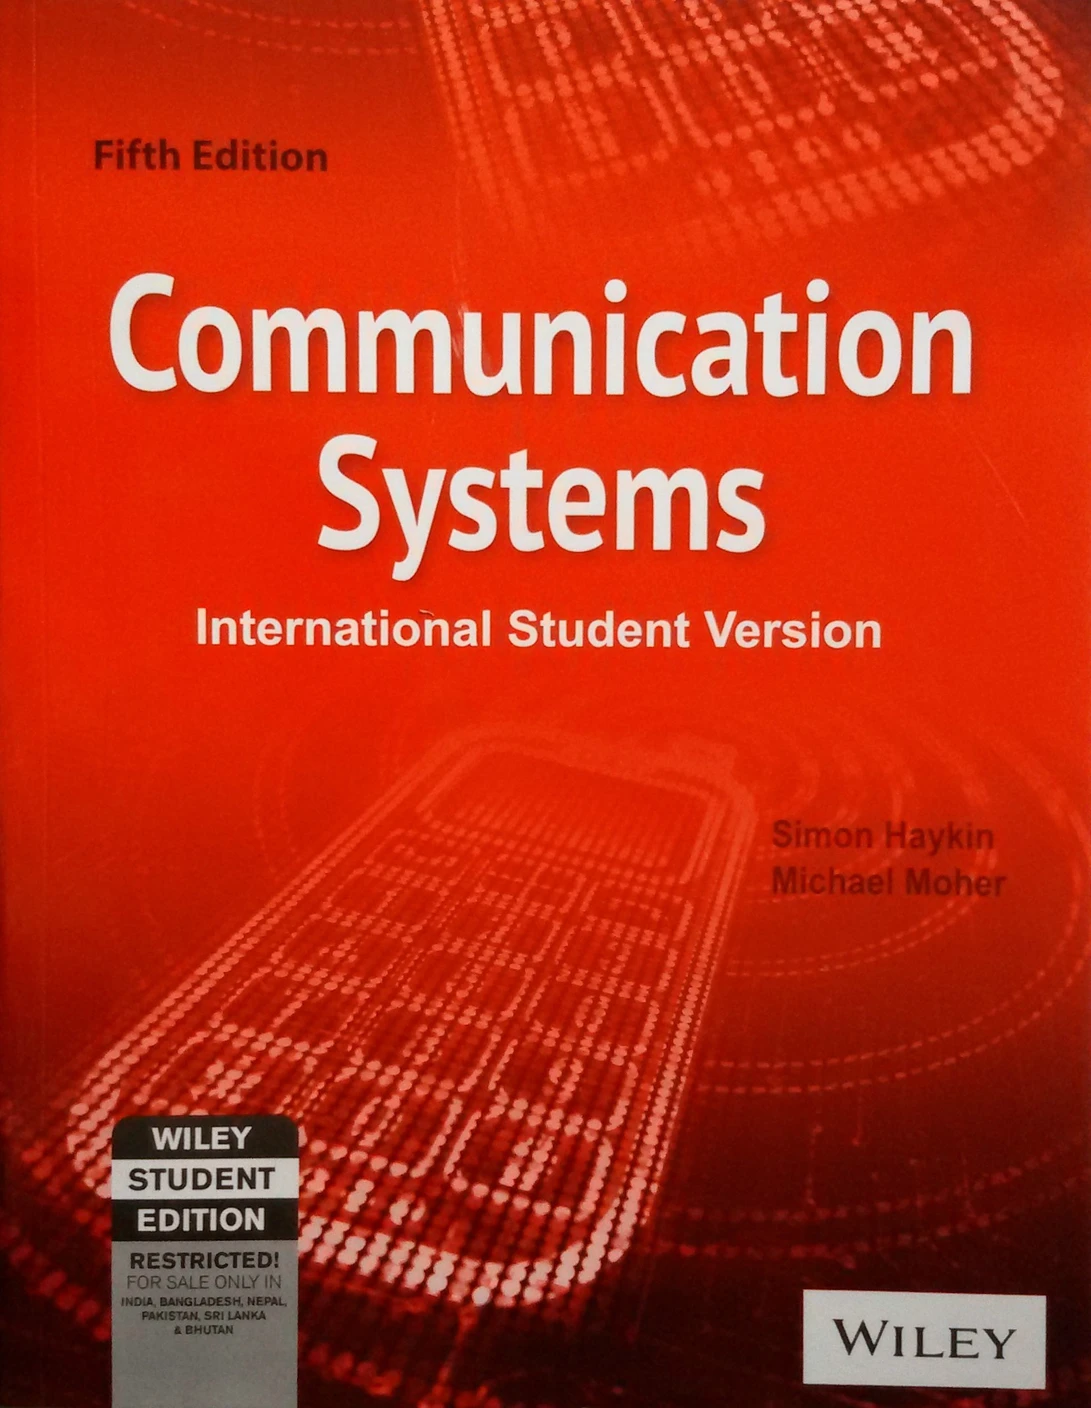 Fifth Edition
Communication
Systems
International Student Version
Simon Haykin
Michael Moher
WILEY
STUDENT
EDITION
RESTRICTED!
FOR SALE ONLY IN
INDIA, BANGLADESH, NEPAL,
PAKISTAN, SRI LANKA
& BHUTAN
WILEY